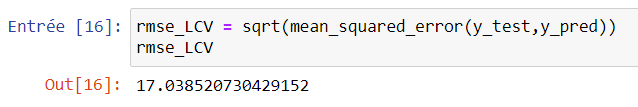 Entrée [16]: rmse_LCV = sqrt(mean_squared_error(y_test,y_pred))
rmse_LCV
Out[16]: 17.038520730429152